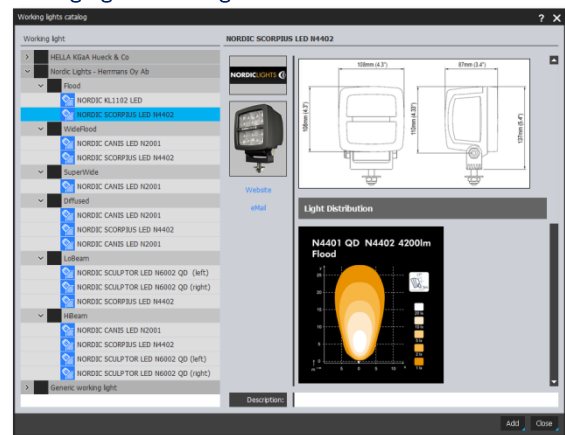 Working lights catalog
? X
Working light
NORDIC SCORPIUS LED N4402
HELLA KGaA Hueck & Co
Nordic Lights - Herrmans Oy Ab
Flood
NORDIC KL1102 LED
NORDIC SCORPIUS LED N4402
WideFlood
NORDIC CANIS LED N2001
NORDIC SCORPIUS LED N4402
SuperWide
NORDIC CANIS LED N2001
Diffused
NORDIC CANIS LED N2001
NORDIC SCORPIUS LED N4402
NORDIC CANIS LED N2001
LoBeam
NORDIC SCULPTOR LED N6002 QD (left)
NORDIC SCULPTOR LED N6002 QD (right)
NORDIC SCORPIUS LED N4402
HiBeam
NORDIC CANIS LED N2001
NORDIC SCORPIUS LED N4402
NORDIC SCULPTOR LED N6002 QD (left)
NORDIC SCULPTOR LED N6002 QD (right)
Generic working light
NORDICLIGHTS
Website
eMail
108mm (4.3")
87mm (3.4")
108mm (4.3")
110mm (4.33")
137mm (5.4")
Light Distribution
N4401 QD N4402 4200lm
Flood
Description:
Add
Close